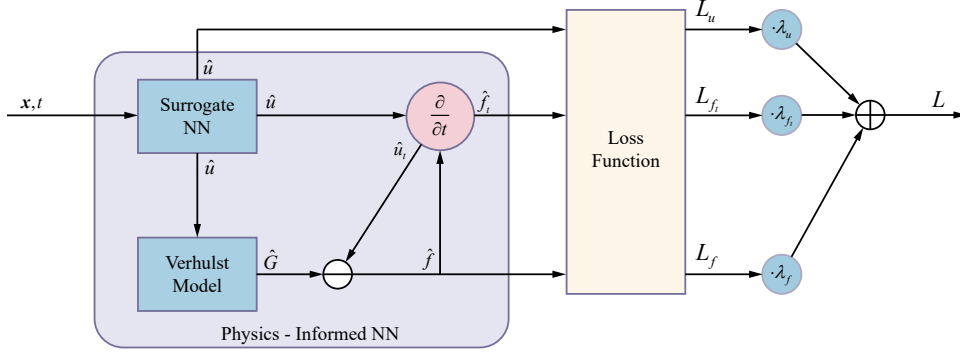 L_u
·λ_u
û
x,t
Surrogate
NN
û
∂
∂t
f̂_t
L_{f_t}
·λ_{f_t}
L
Loss
Function
û
û_t
Verhulst
Model
Ĝ
f̂
L_f
·λ_f
Physics - Informed NN